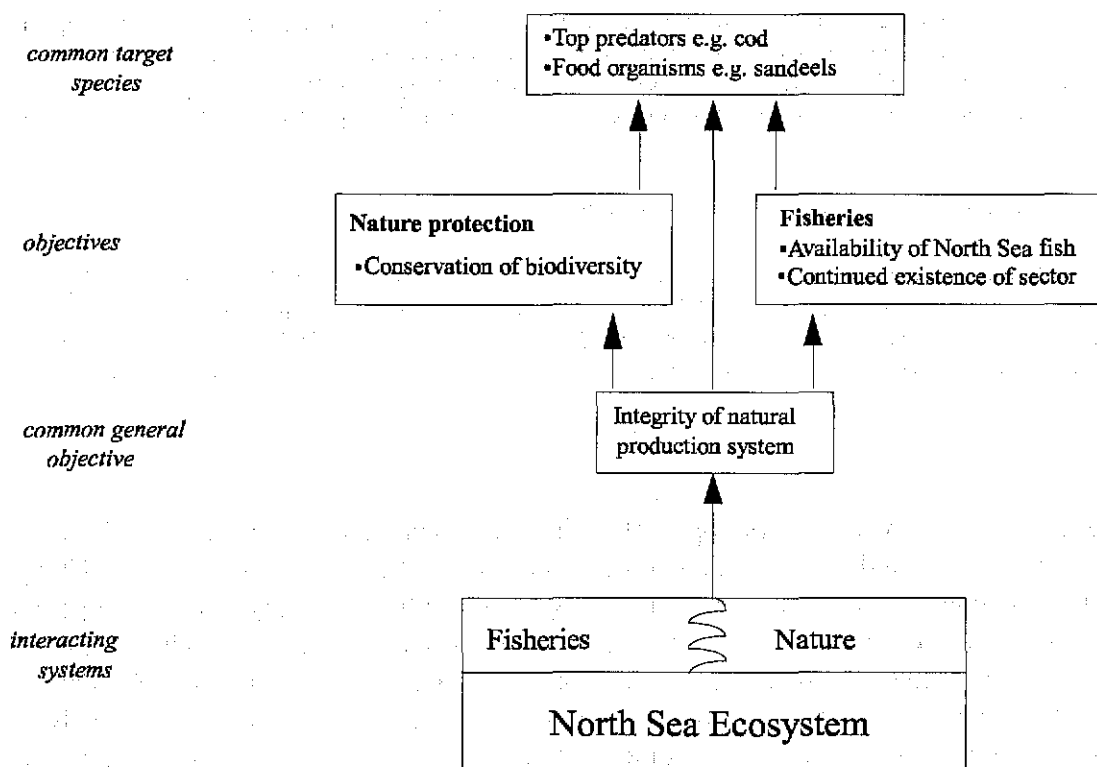 common target
species
▪Top predators e.g. cod
▪Food organisms e.g. sandeels
objectives
Nature protection
▪Conservation of biodiversity
Fisheries
▪Availability of North Sea fish
▪Continued existence of sector
common general
objective
Integrity of natural
production system
interacting
systems
Fisheries
Nature
North Sea Ecosystem